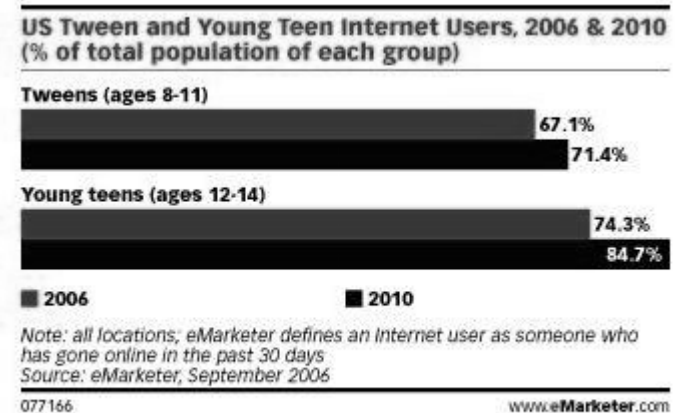 US Tween and Young Teen Internet Users, 2006 & 2010
(% of total population of each group)
Tweens (ages 8-11)
67.1%
71.4%
Young teens (ages 12-14)
74.3%
84.7%
2006 2010
Note: all locations; eMarketer defines an Internet user as someone who
has gone online in the past 30 days
Source: eMarketer, September 2006
077166 www.eMarketer.com